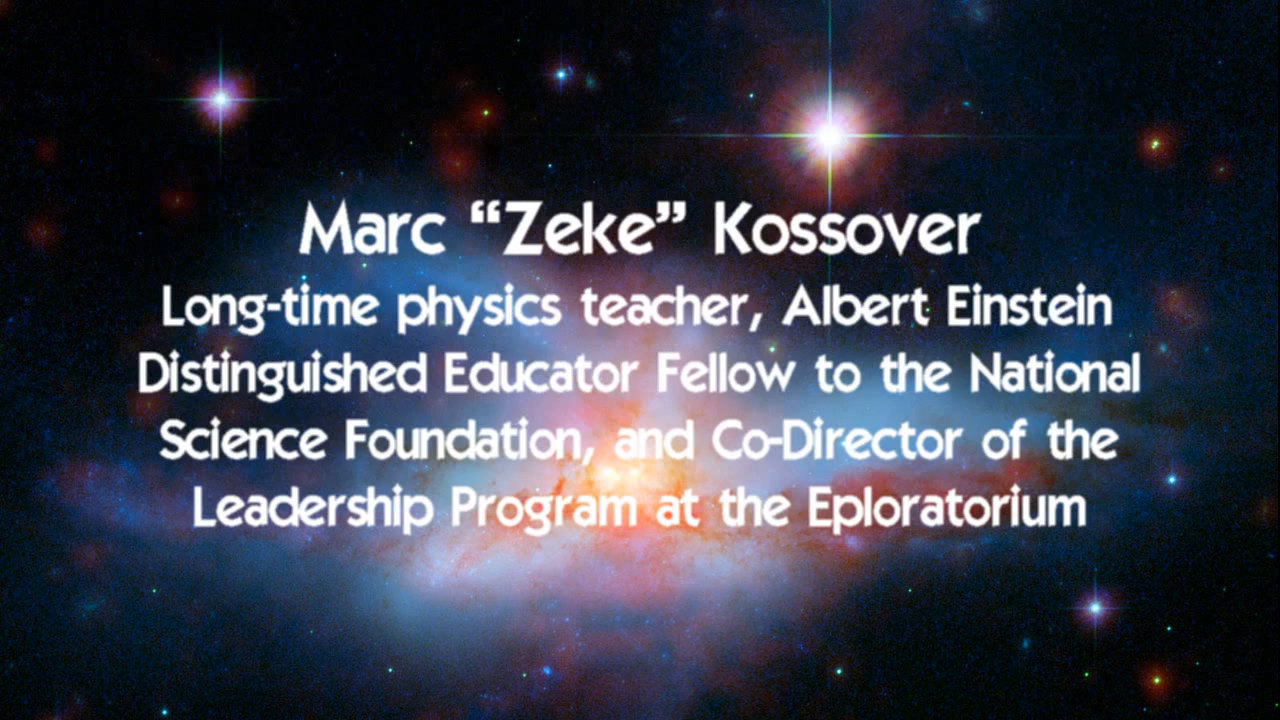 Marc “Zeke” Kossover
Long-time physics teacher, Albert Einstein
Distinguished Educator Fellow to the National
Science Foundation, and Co-Director of the
Leadership Program at the Eploratorium